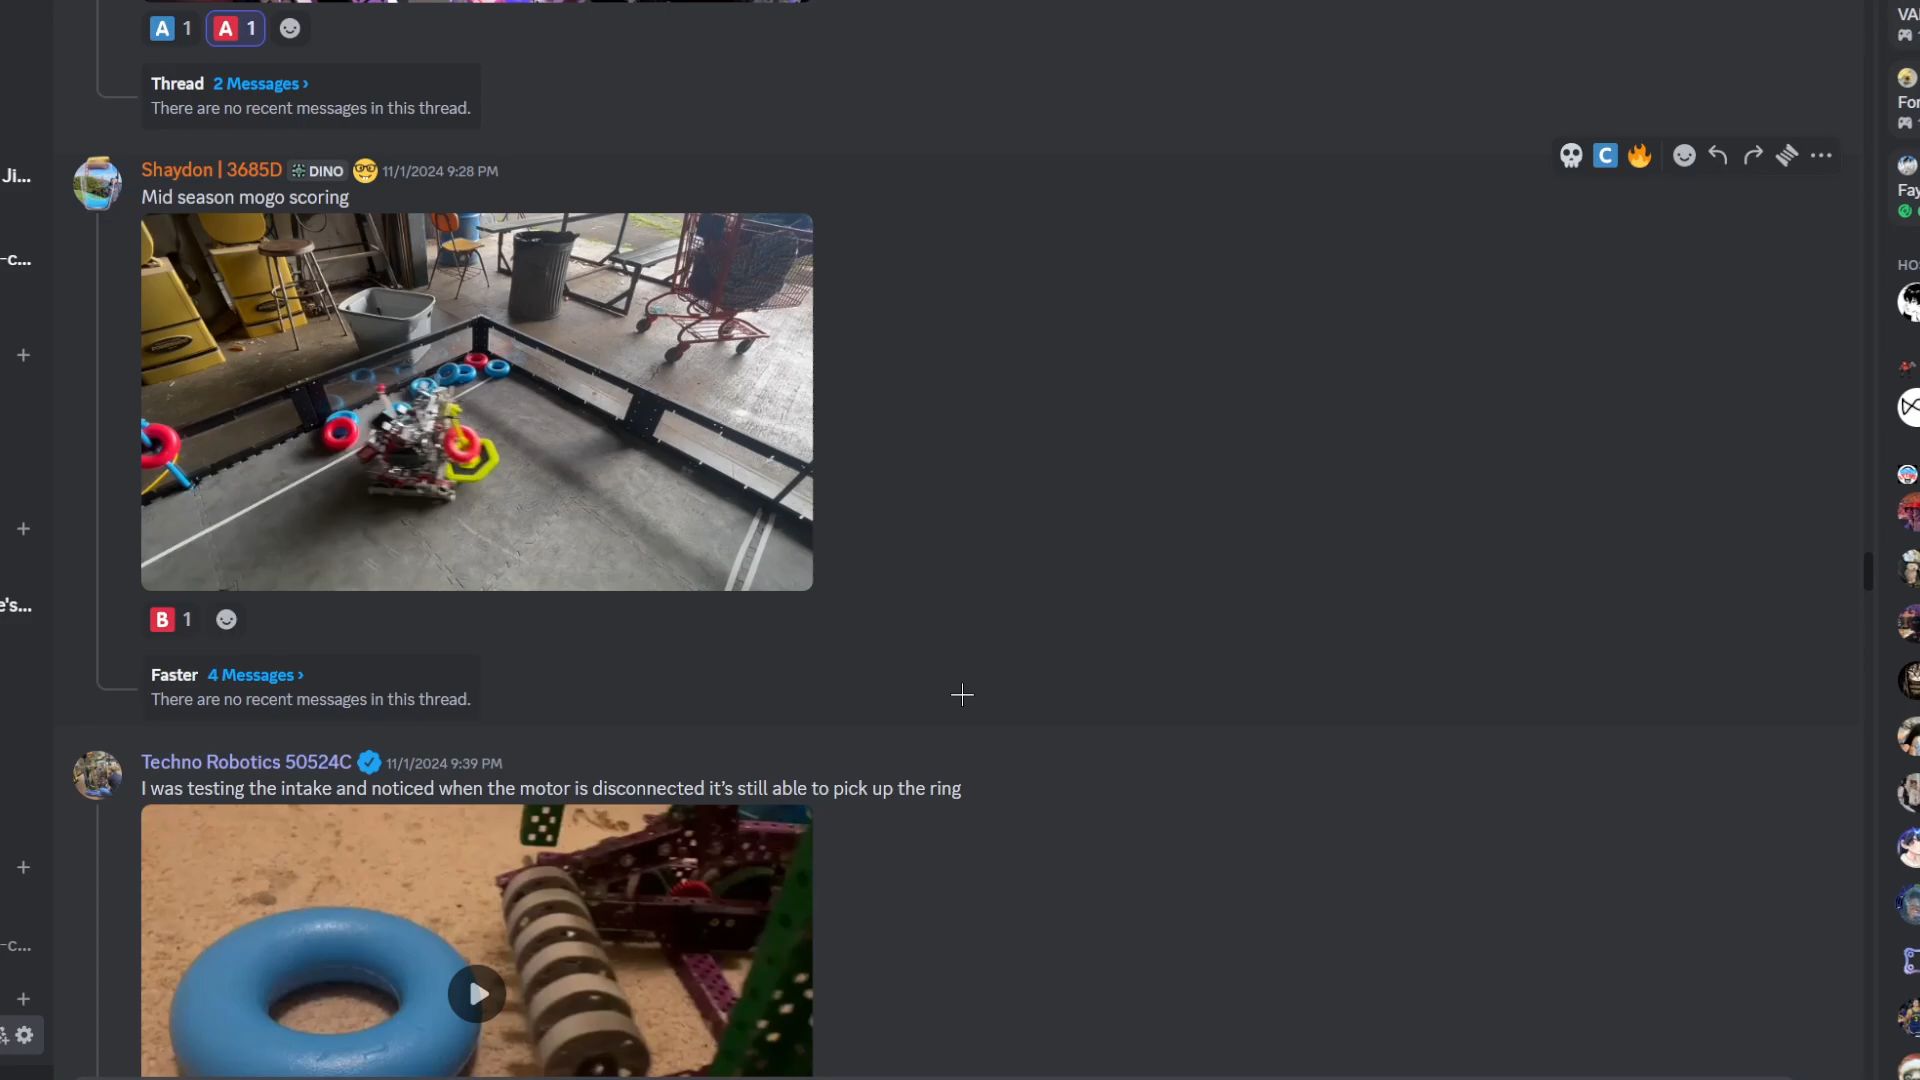 A 1 A 1
Thread 2 Messages ›
There are no recent messages in this thread.
Shaydon | 3685D DINO 11/1/2024 9:28 PM
Mid season mogo scoring
C
B 1
Faster 4 Messages ›
There are no recent messages in this thread.
Techno Robotics 50524C 11/1/2024 9:39 PM
I was testing the intake and noticed when the motor is disconnected it’s still able to pick up the ring
Ji...
-c...
e's...
-c...
VA
For
Fay
HOS